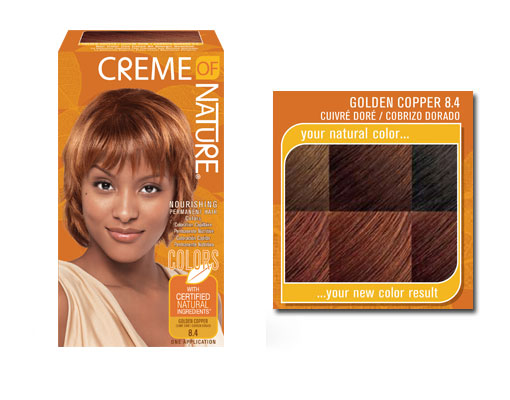 CREME OF
NATURE®
NOURISHING
PERMANENT HAIR
COLORS
WITH
CERTIFIED
NATURAL
INGREDIENTS
GOLDEN COPPER
8.4
ONE APPLICATION
GOLDEN COPPER 8.4
CUIVRÉ DORÉ / COBRIZO DORADO
your natural color...
...your new color result